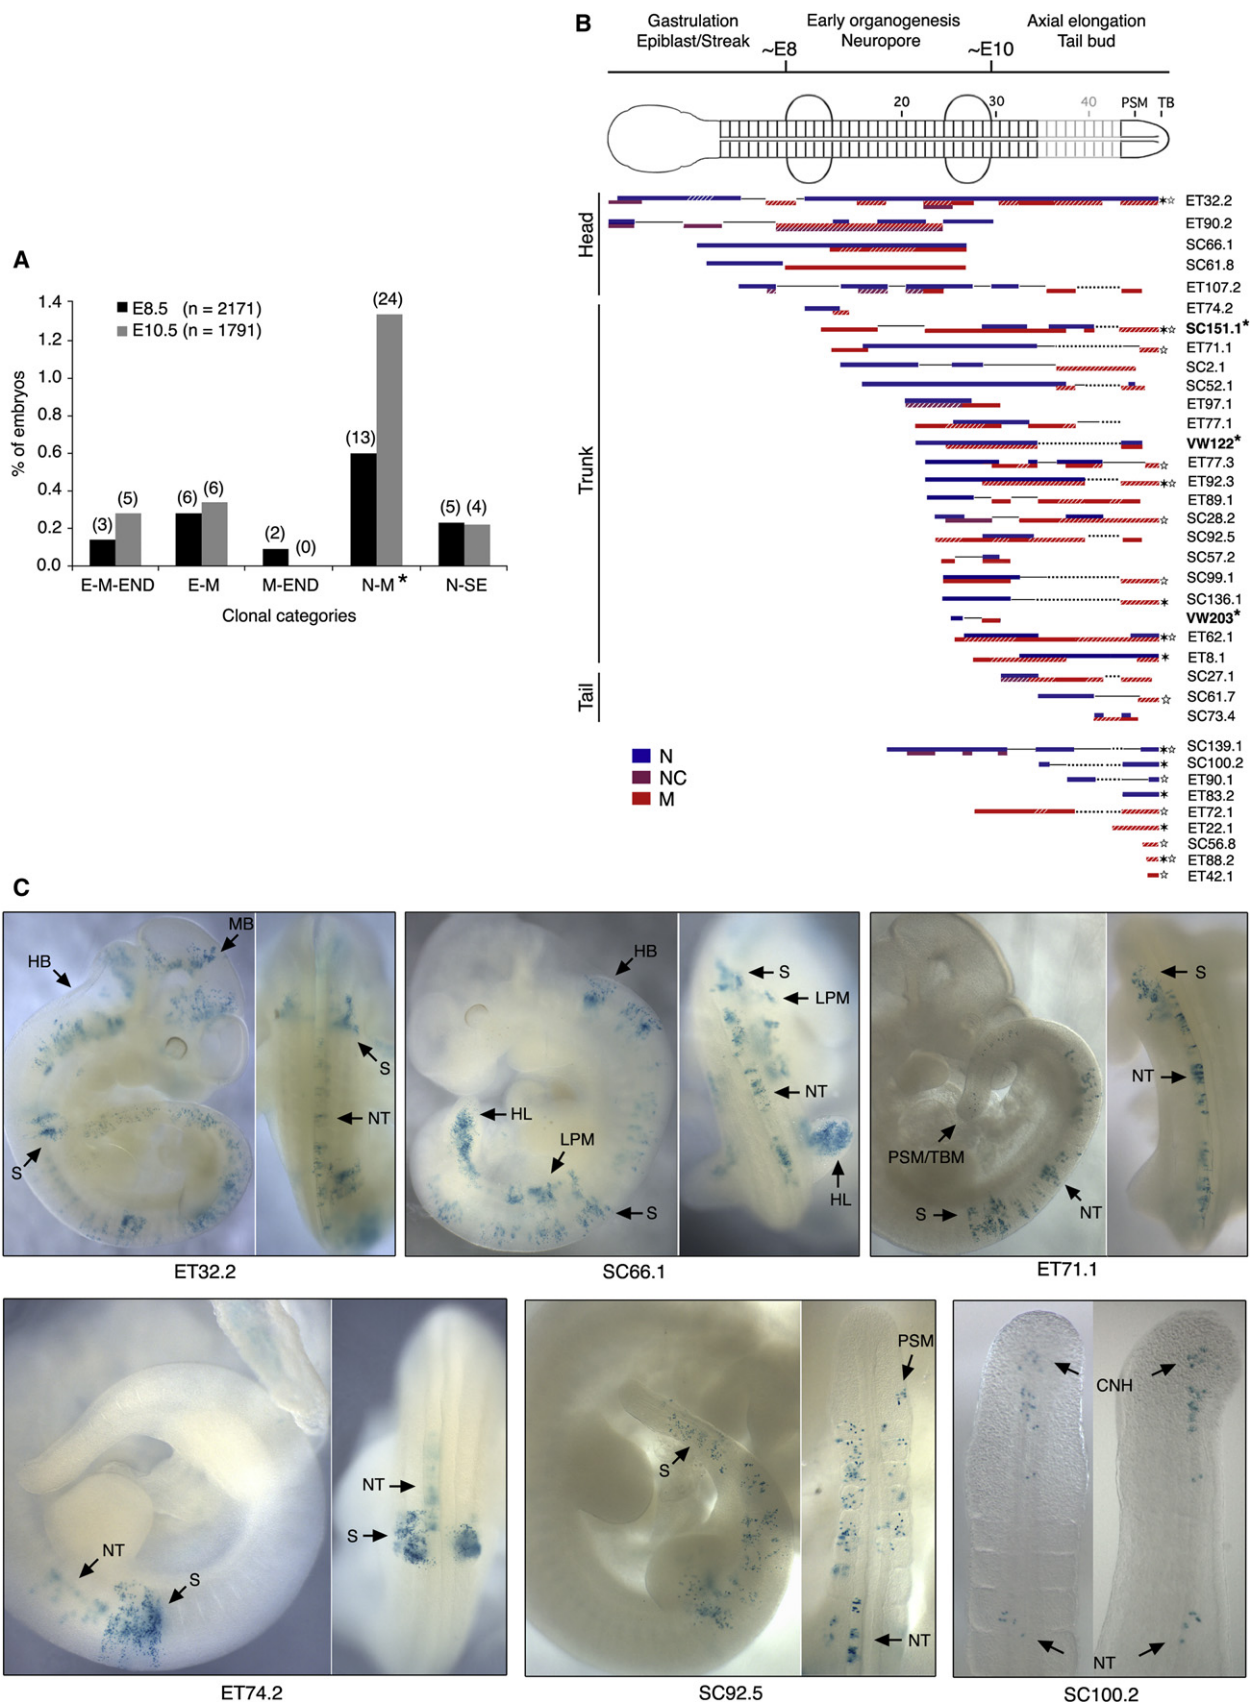 A
1.4
1.2
1.0
0.8
0.6
0.4
0.2
0.0
% of embryos
E8.5 (n = 2171)
E10.5 (n = 1791)
(3)
(5)
(6)
(6)
(2)
(0)
(13)
(24)
(5)
(4)
E-M-END
E-M
M-END
N-M*
N-SE
Clonal categories
B
Gastrulation
Epiblast/Streak
~E8
Early organogenesis
Neuropore
~E10
Axial elongation
Tail bud
20
30
40
PSM
TB
Head
Trunk
Tail
ET32.2
ET90.2
SC66.1
SC61.8
ET107.2
ET74.2
SC151.1*
ET71.1
SC2.1
SC52.1
ET97.1
ET77.1
VW122*
ET77.3
ET92.3
ET89.1
SC28.2
SC92.5
SC57.2
SC99.1
SC136.1
VW203*
ET62.1
ET8.1
SC27.1
SC61.7
SC73.4
SC139.1
SC100.2
ET90.1
ET83.2
ET72.1
ET22.1
SC56.8
ET88.2
ET42.1
N
NC
M
C
HB
MB
S
S
NT
ET32.2
HB
HL
LPM
S
S
LPM
NT
HL
SC66.1
PSM/TBM
S
NT
S
NT
ET71.1
NT
S
NT
S
ET74.2
S
PSM
NT
SC92.5
CNH
NT
SC100.2